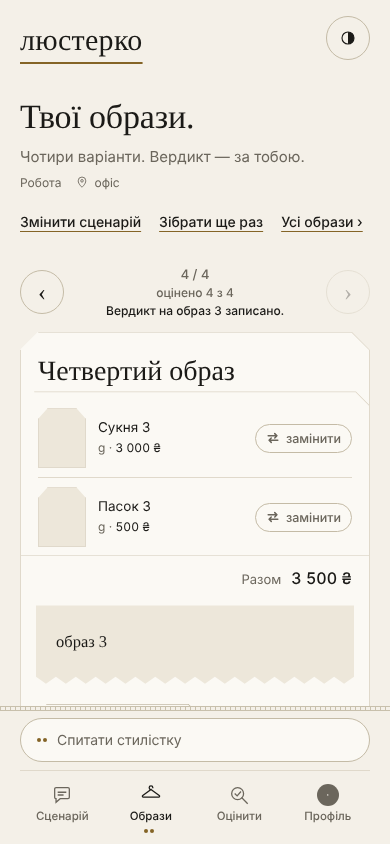 люстерко
Твої образи.
Чотири варіанти. Вердикт — за тобою.
Робота офіс
Змінити сценарій Зібрати ще раз Усі образи ›
4 / 4
оцінено 4 з 4
Вердикт на образ 3 записано.
Четвертий образ
Сукня 3
g · 3 000 ₴
замінити
Пасок 3
g · 500 ₴
замінити
Разом 3 500 ₴
образ 3
Спитати стилістку
Сценарій Образи Оцінити Профіль